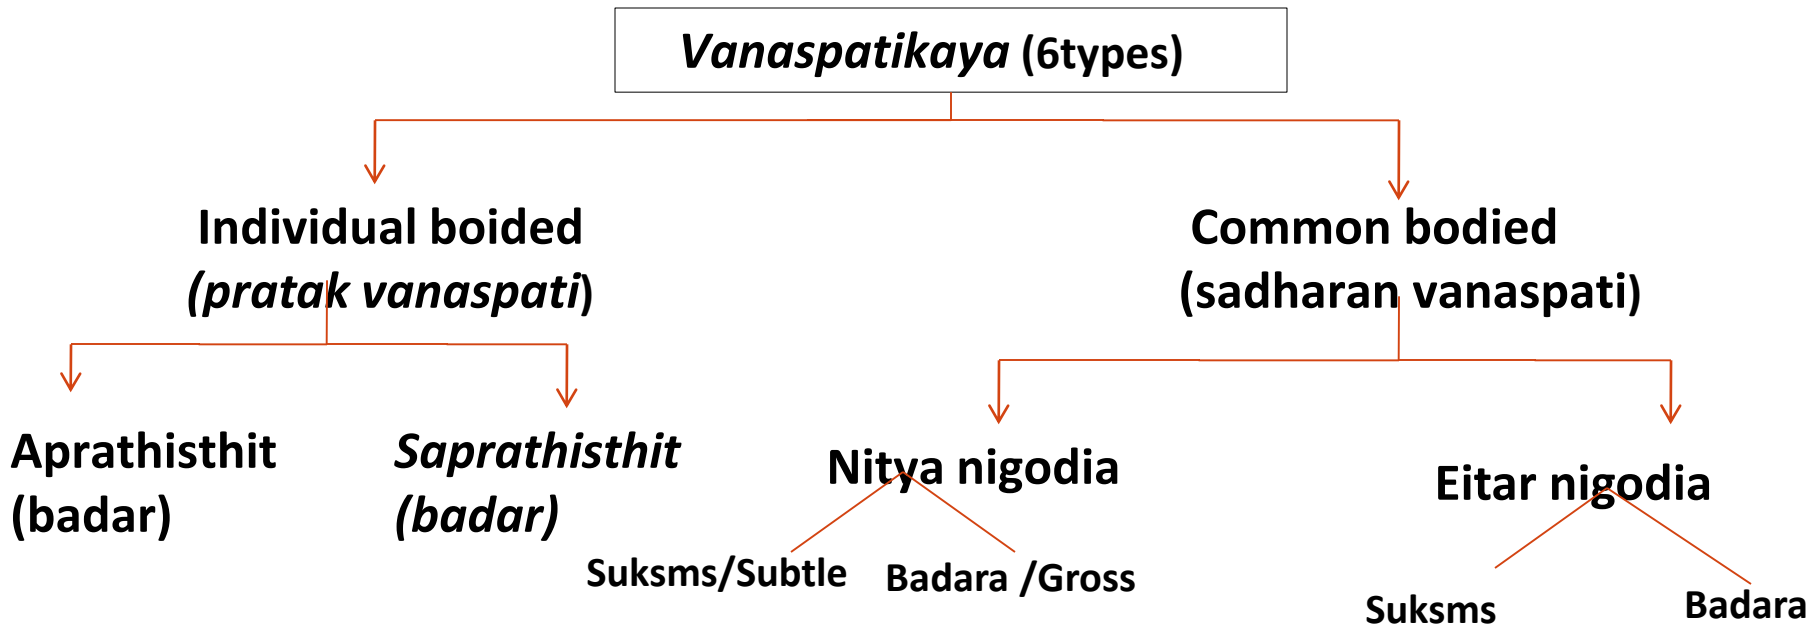 Vanaspatikaya (6types)
Individual boided
(pratak vanaspati)
Common bodied
(sadharan vanaspati)
Aprathisthit
(badar)
Saprathisthit
(badar)
Nitya nigodia
Eitar nigodia
Suksms/Subtle
Badara /Gross
Suksms
Badara